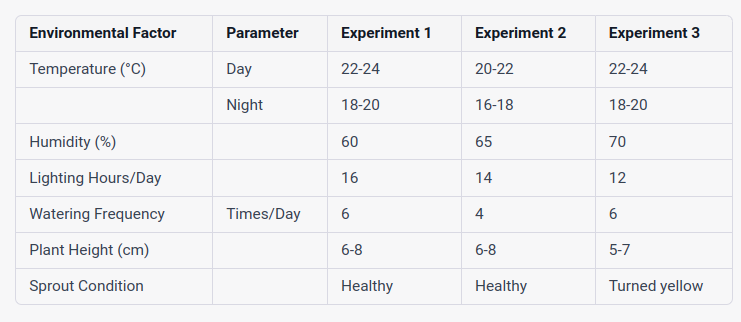 Environmental Factor Parameter Experiment 1 Experiment 2 Experiment 3
Temperature (°C) Day 22-24 20-22 22-24
Night 18-20 16-18 18-20
Humidity (%) 60 65 70
Lighting Hours/Day 16 14 12
Watering Frequency Times/Day 6 4 6
Plant Height (cm) 6-8 6-8 5-7
Sprout Condition Healthy Healthy Turned yellow